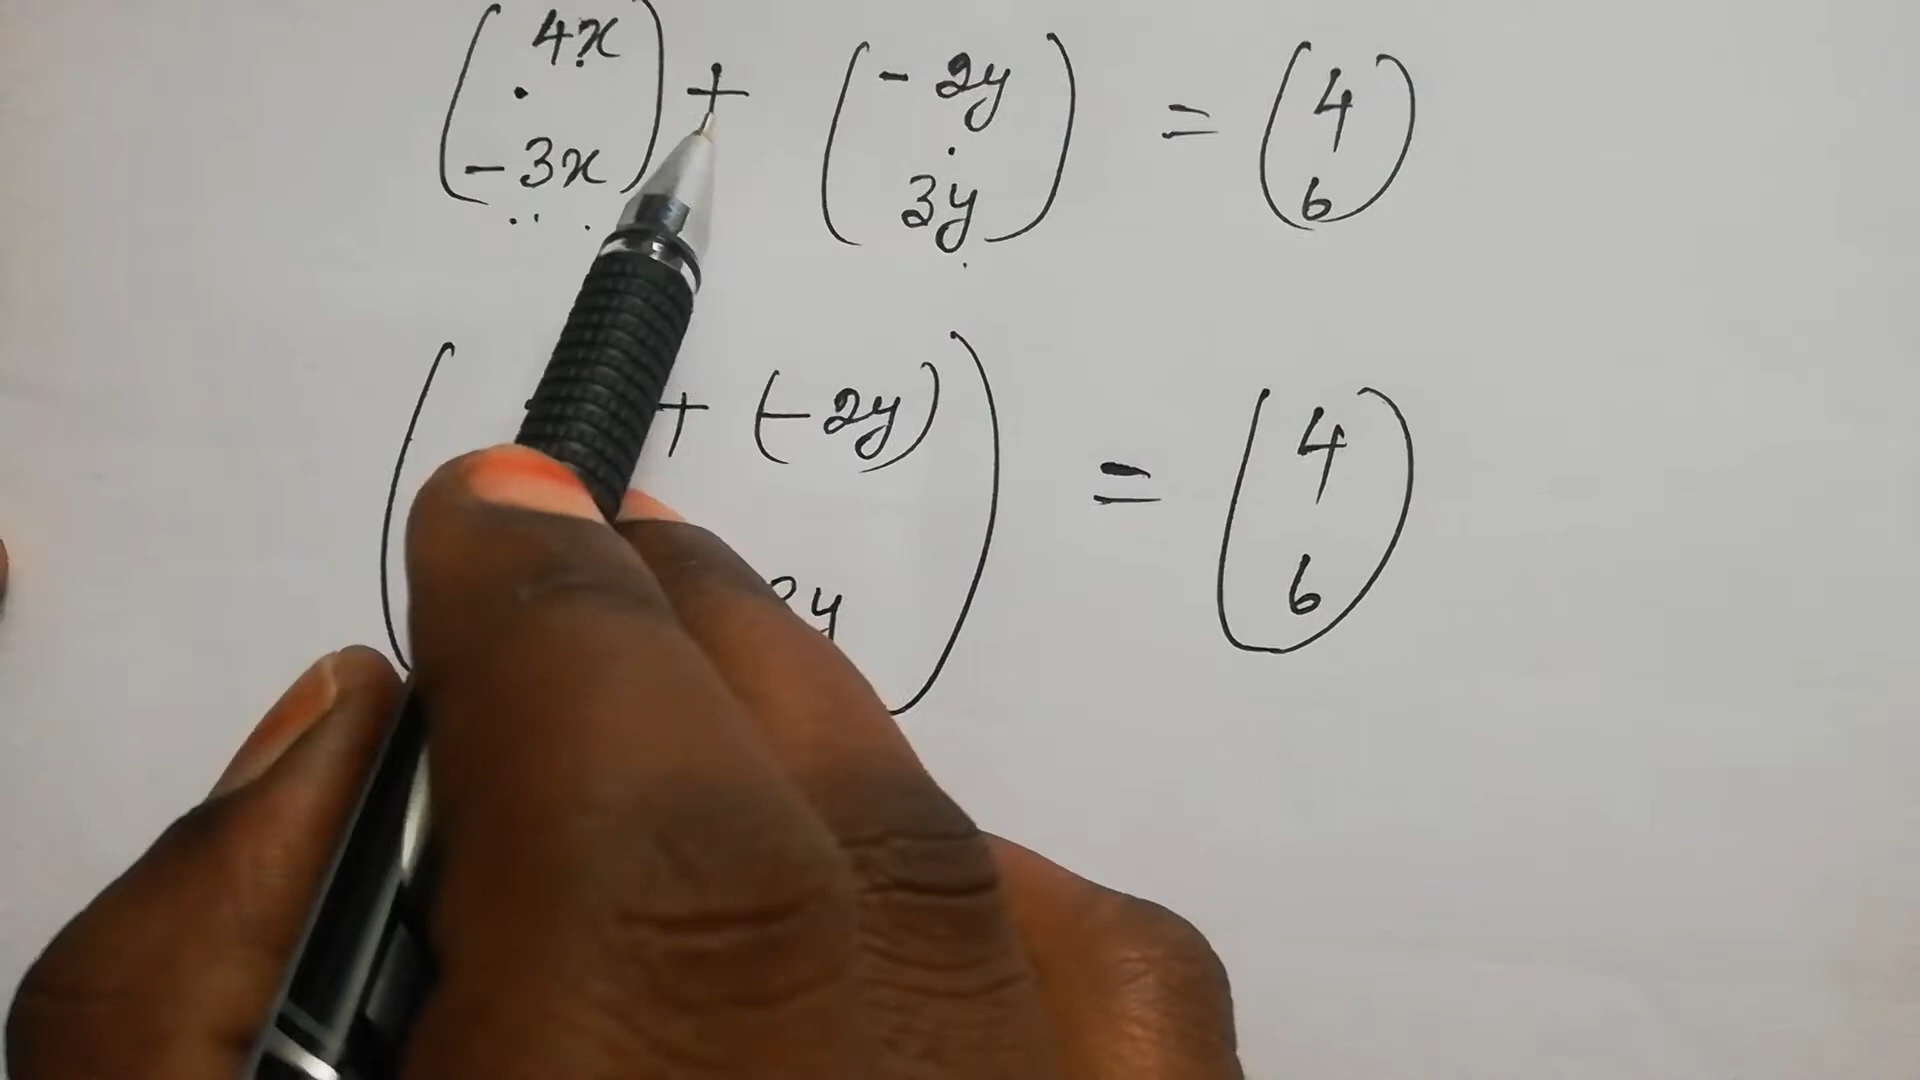 ( 4x ) + ( -2y ) = ( 4 )
( -3x ) ( 3y ) ( 6 )
( + (-2y) ) = ( 4 )
( y ) ( 6 )